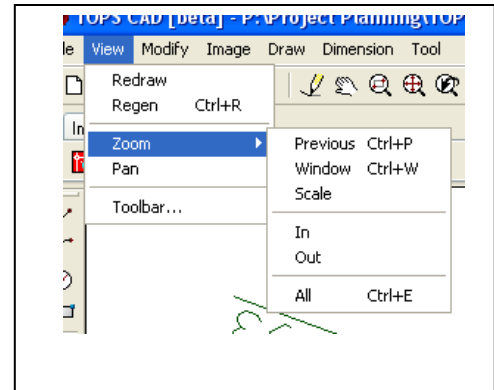 TOPS CAD [beta] - P:\Project Planning\TOP
le View Modify Image Draw Dimension Tool
Redraw
Regen Ctrl+R
In
Zoom
Pan
Toolbar...
Previous Ctrl+P
Window Ctrl+W
Scale
In
Out
All Ctrl+E